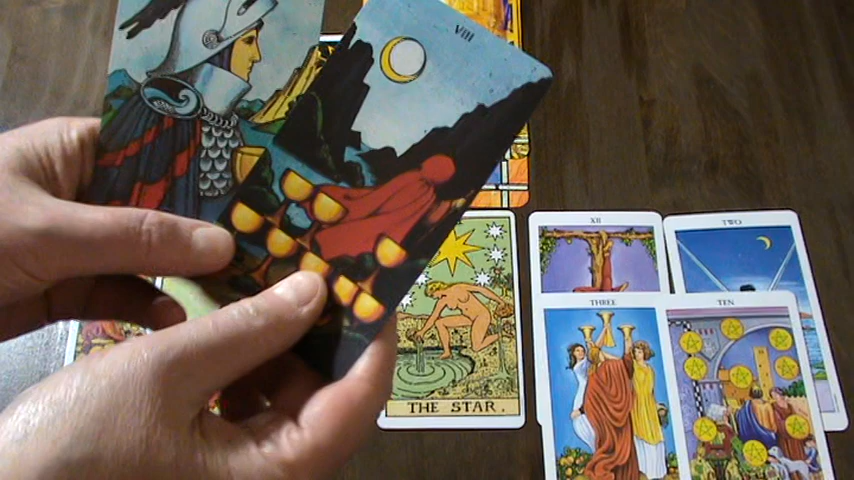 VIII
XII
TWO
THREE
TEN
THE STAR.